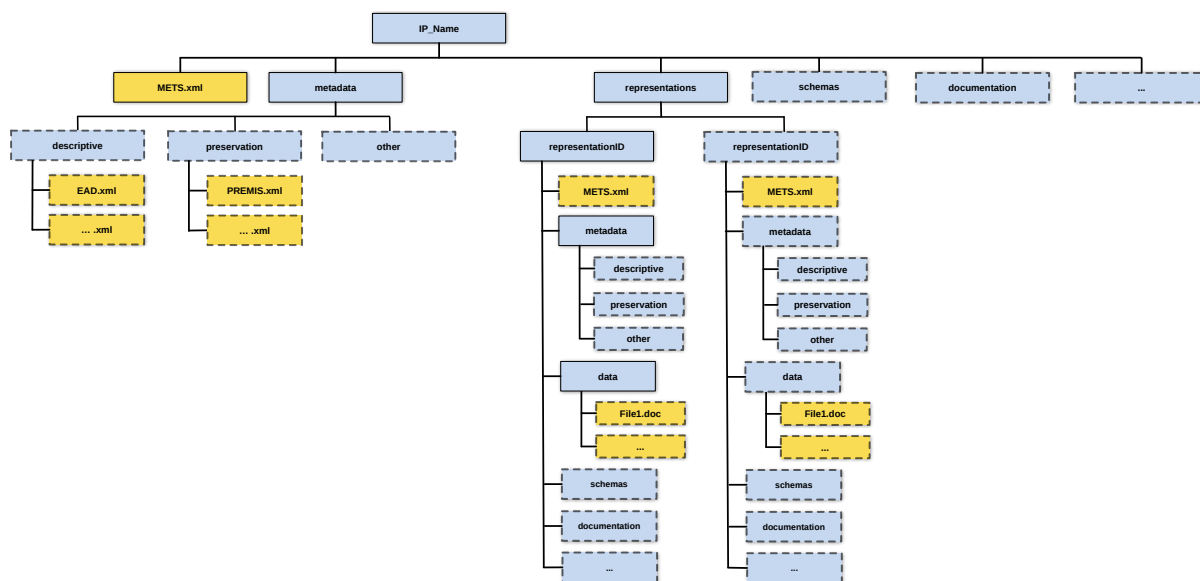 IP_Name
METS.xml
metadata
representations
schemas
documentation
...
descriptive
preservation
other
EAD.xml
... .xml
PREMIS.xml
... .xml
representationID
METS.xml
metadata
descriptive
preservation
other
data
File1.doc
...
schemas
documentation
...
representationID
METS.xml
metadata
descriptive
preservation
other
data
File1.doc
...
schemas
documentation
...